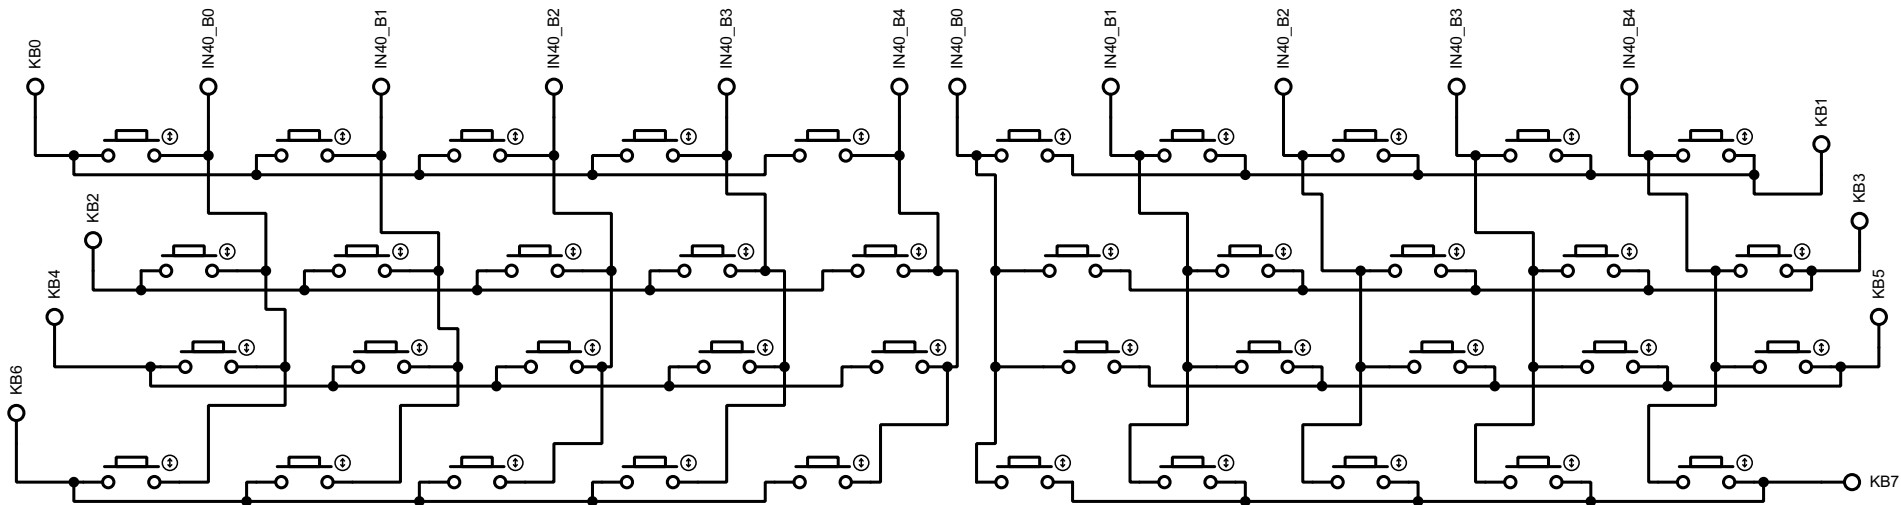 KB0
IN40_B0
IN40_B1
IN40_B2
IN40_B3
IN40_B4
IN40_B0
IN40_B1
IN40_B2
IN40_B3
IN40_B4
KB1
KB2
KB3
KB4
KB5
KB6
KB7